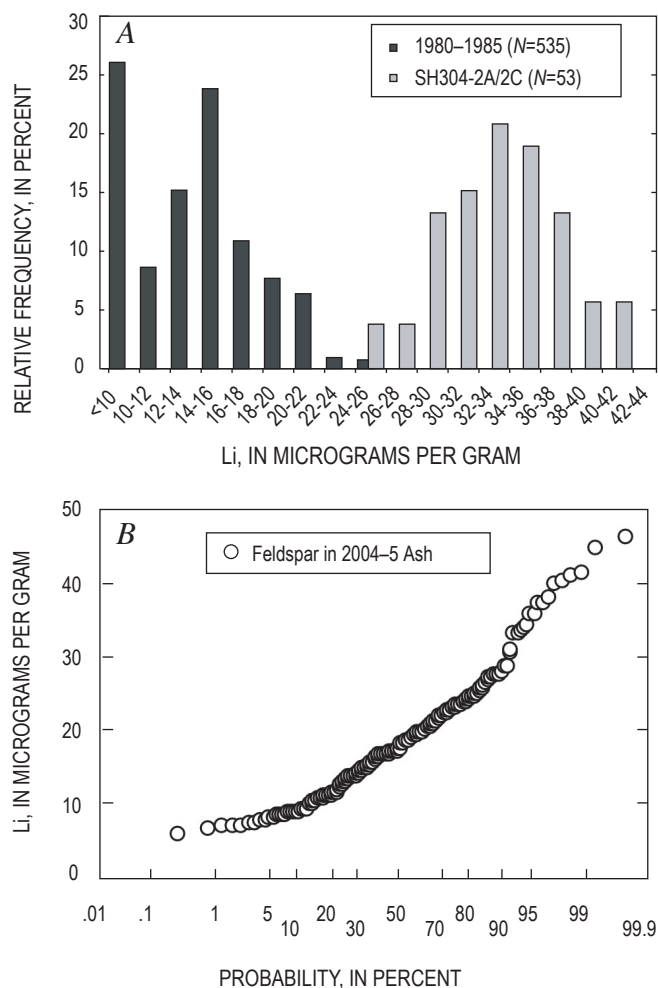 A
1980–1985 (N=535)
SH304-2A/2C (N=53)
RELATIVE FREQUENCY, IN PERCENT
30
25
20
15
10
5
0
<10
10-12
12-14
14-16
16-18
18-20
20-22
22-24
24-26
26-28
28-30
30-32
32-34
34-36
36-38
38-40
40-42
42-44
Li, IN MICROGRAMS PER GRAM
B
Feldspar in 2004–5 Ash
Li, IN MICROGRAMS PER GRAM
50
40
30
20
10
0
.01 .1 1 5 20 50 80 95 99
10 30 70 90 99.9
PROBABILITY, IN PERCENT